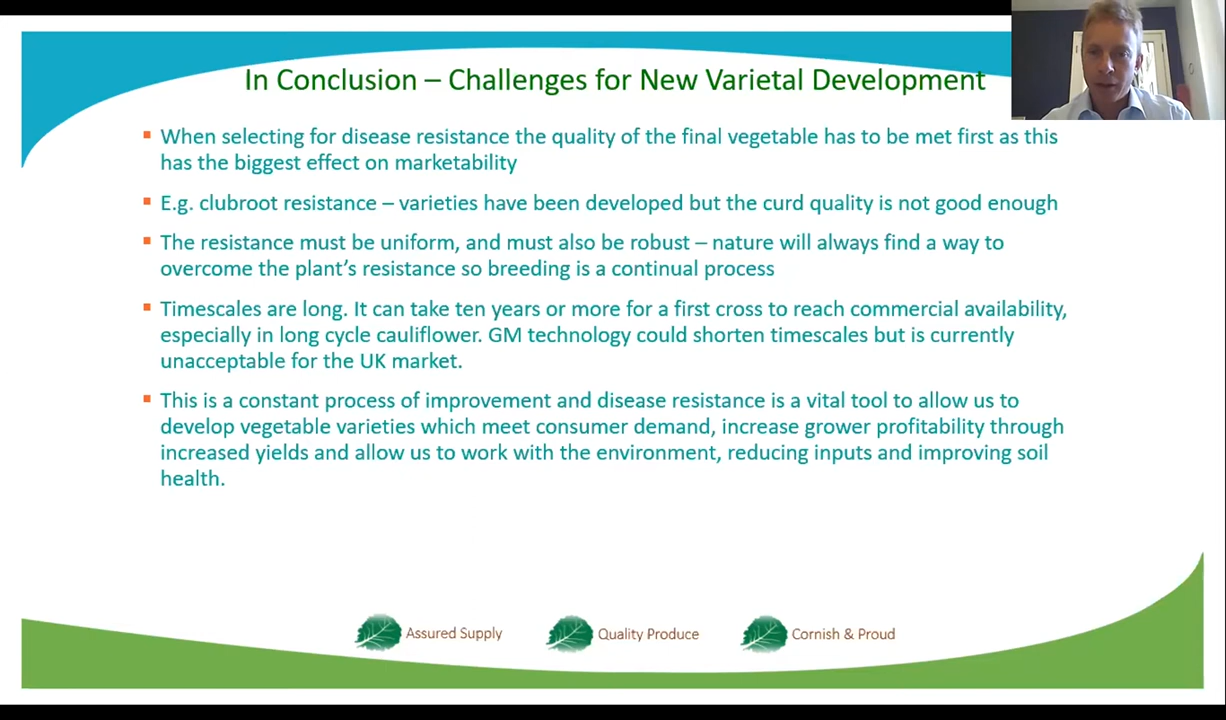 In Conclusion – Challenges for New Varietal Development
When selecting for disease resistance the quality of the final vegetable has to be met first as this
has the biggest effect on marketability
E.g. clubroot resistance – varieties have been developed but the curd quality is not good enough
The resistance must be uniform, and must also be robust – nature will always find a way to
overcome the plant's resistance so breeding is a continual process
Timescales are long. It can take ten years or more for a first cross to reach commercial availability,
especially in long cycle cauliflower. GM technology could shorten timescales but is currently
unacceptable for the UK market.
This is a constant process of improvement and disease resistance is a vital tool to allow us to
develop vegetable varieties which meet consumer demand, increase grower profitability through
increased yields and allow us to work with the environment, reducing inputs and improving soil
health.
Assured Supply
Quality Produce
Cornish & Proud